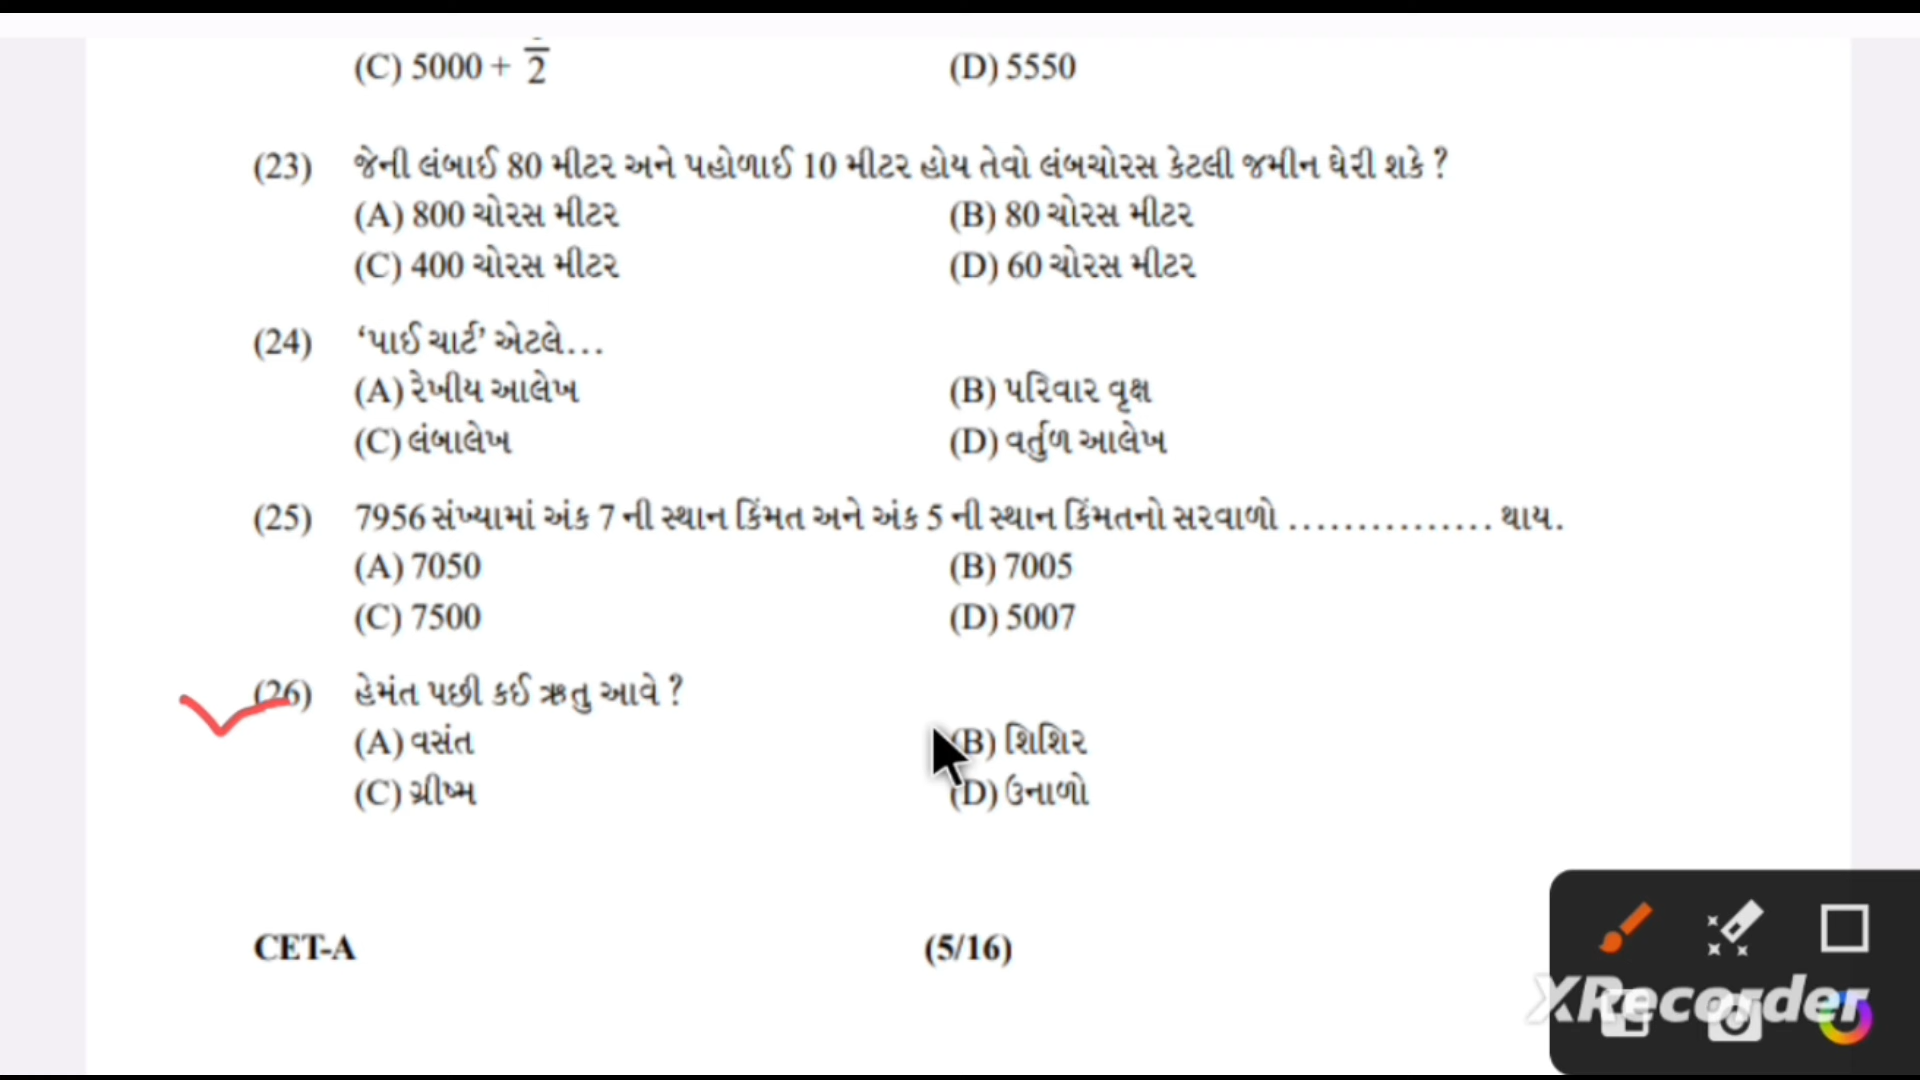 (C) 5000 + 2 (D) 5550
(23) જેની લંબાઈ 80 મીટર અને પહોળાઈ 10 મીટર હોય તેવો લંબચોરસ કેટલી જમીન ઘેરી શકે ?
(A) 800 ચોરસ મીટર (B) 80 ચોરસ મીટર
(C) 400 ચોરસ મીટર (D) 60 ચોરસ મીટર
(24) ‘પાઈ ચાર્ટ’ એટલે...
(A) રેખીય આલેખ (B) પરિવાર વૃક્ષ
(C) લંબાલેખ (D) વર્તુળ આલેખ
(25) 7956 સંખ્યામાં અંક 7 ની સ્થાન કિંમત અને અંક 5 ની સ્થાન કિંમતનો સરવાળો ............... થાય.
(A) 7050 (B) 7005
(C) 7500 (D) 5007
(26) હેમંત પછી કઈ ઋતુ આવે ?
(A) વસંત (B) શિશિર
(C) ગ્રીષ્મ (D) ઉનાળો
CET-A (5/16)
XRecorder